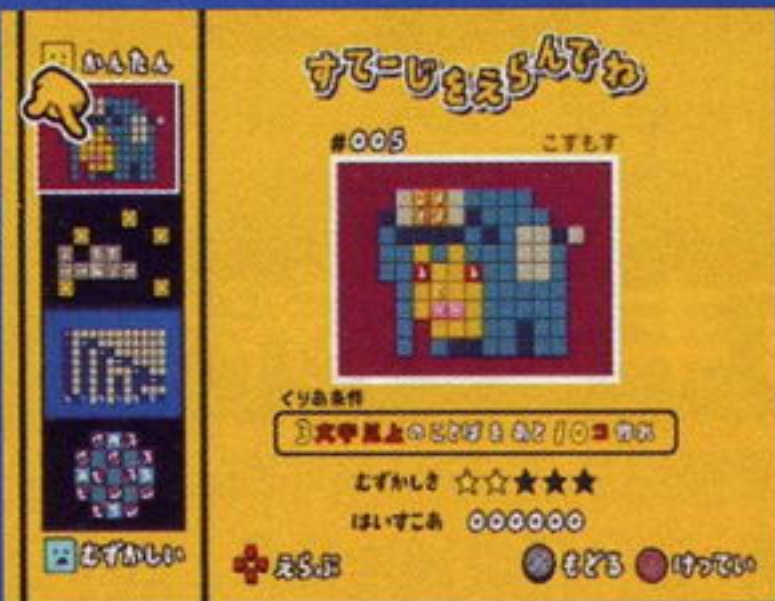 かんたん
すてーじをえらんでね
#005 こすもす
くりあ条件
3文字以上のことばをあと10コ作れ
むずかしさ ☆☆★★★
はいすこあ 000000
むずかしい
えらぶ もどる けってい